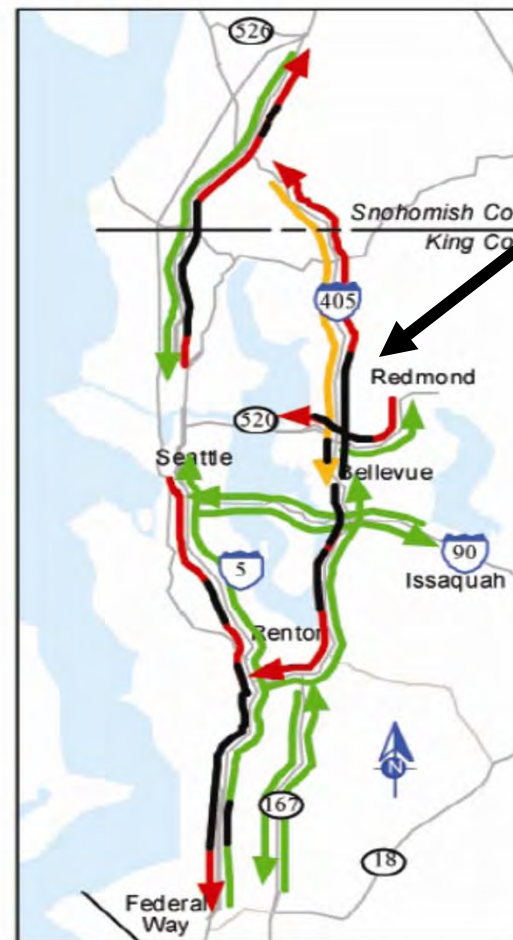 526
Snohomish Co
King Co
405
Redmond
520
Seattle
Bellevue
90
5
Issaquah
Renton
N
167
18
Federal
Way